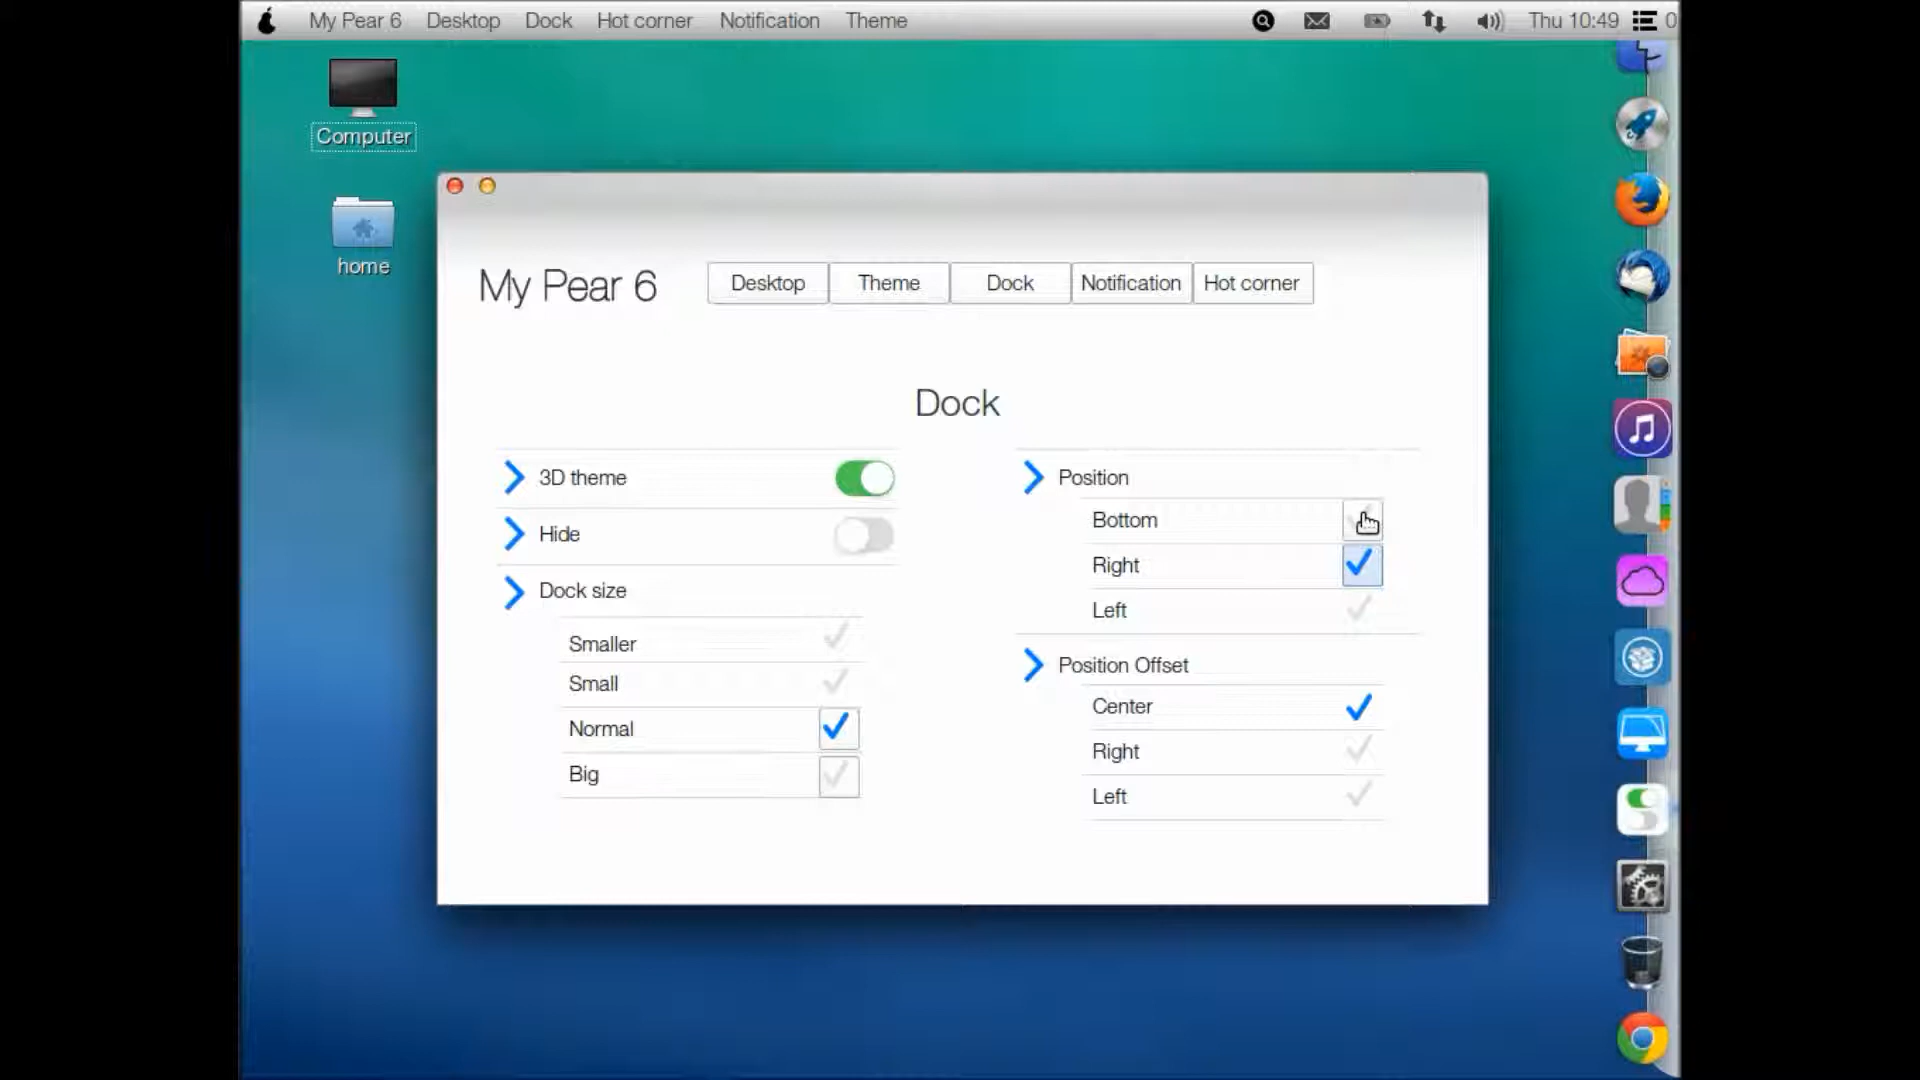 My Pear 6 Desktop Dock Hot corner Notification Theme Thu 10:49 0
Computer
home
My Pear 6 Desktop Theme Dock Notification Hot corner
Dock
3D theme
Hide
Dock size
Smaller
Small
Normal
Big
Position
Bottom
Right
Left
Position Offset
Center
Right
Left